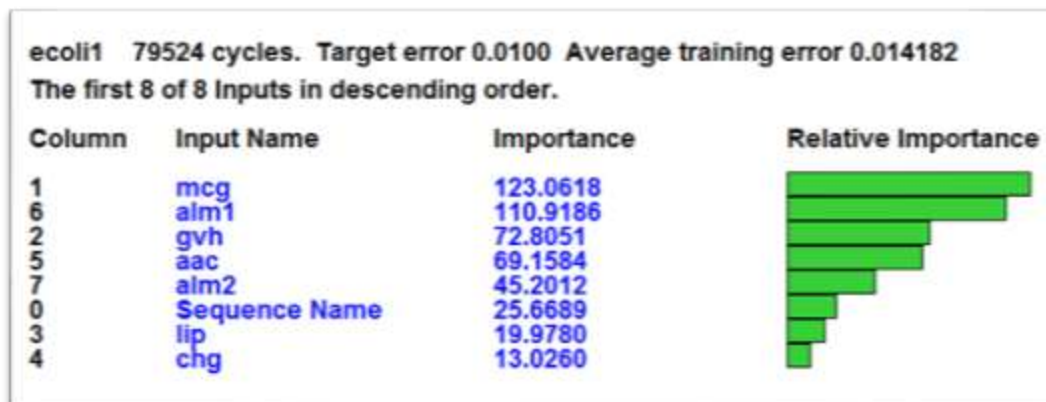 ecoli1 79524 cycles. Target error 0.0100 Average training error 0.014182
The first 8 of 8 Inputs in descending order.
Column Input Name Importance Relative Importance
1 mcg 123.0618
6 alm1 110.9186
2 gvh 72.8051
5 aac 69.1584
7 alm2 45.2012
0 Sequence Name 25.6689
3 lip 19.9780
4 chg 13.0260